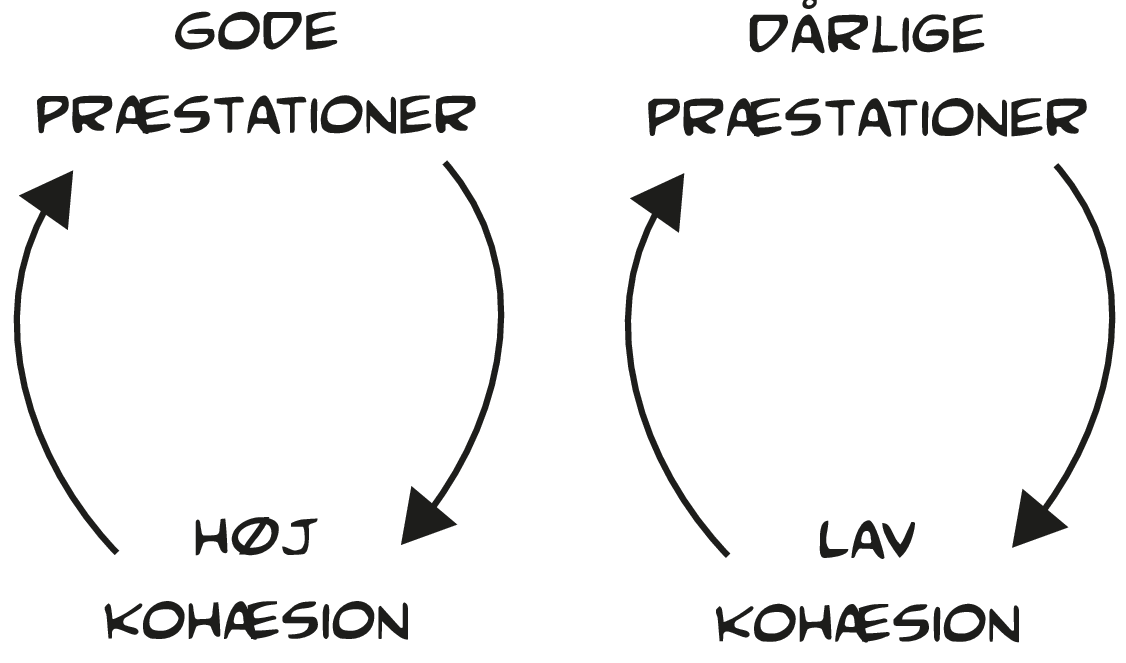 GODE
PRÆSTATIONER
HØJ
KOHÆSION
DÅRLIGE
PRÆSTATIONER
LAV
KOHÆSION